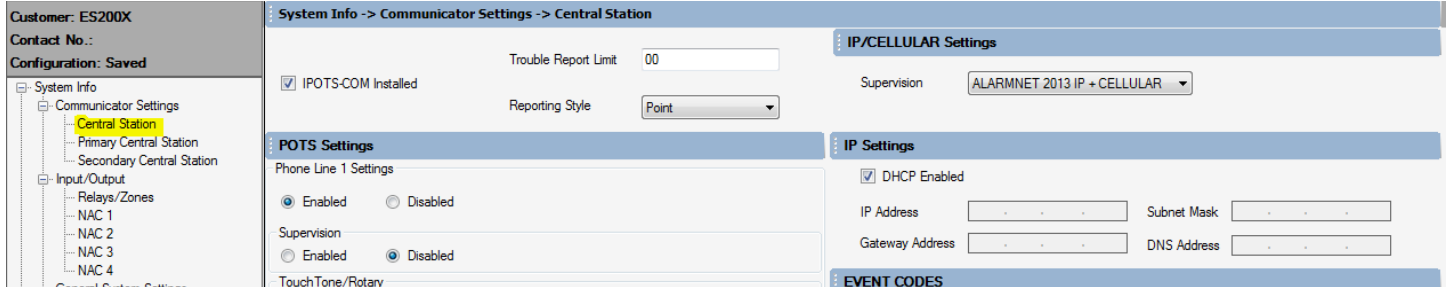 Customer: ES200X
Contact No.:
Configuration: Saved
System Info
Communicator Settings
Central Station
Primary Central Station
Secondary Central Station
Input/Output
Relays/Zones
NAC 1
NAC 2
NAC 3
NAC 4
General System Settings
System Info -> Communicator Settings -> Central Station
IPOTS-COM Installed
Trouble Report Limit 00
Reporting Style Point
POTS Settings
Phone Line 1 Settings
Enabled Disabled
Supervision
Enabled Disabled
TouchTone/Rotary
IP/CELLULAR Settings
Supervision ALARMNET 2013 IP + CELLULAR
IP Settings
DHCP Enabled
IP Address Subnet Mask
Gateway Address DNS Address
EVENT CODES